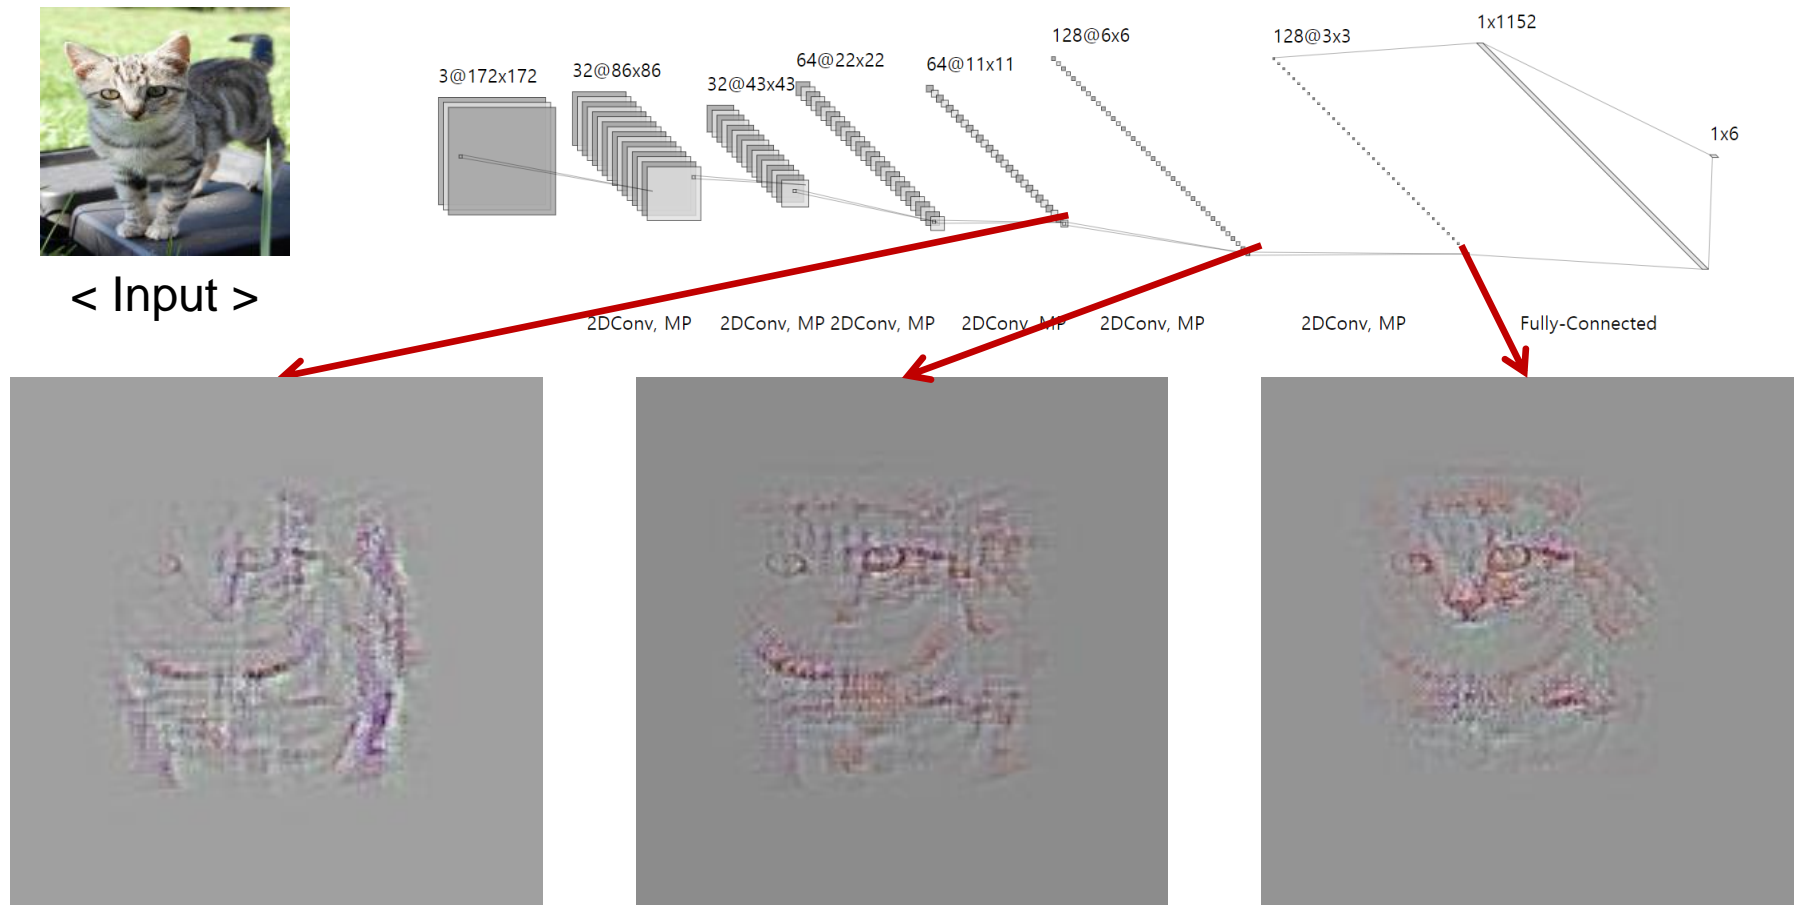 3@172x172
32@86x86
32@43x43
64@22x22
64@11x11
128@6x6
128@3x3
1x1152
1x6
< Input >
2DConv, MP
2DConv, MP
2DConv, MP
2DConv, MP
2DConv, MP
2DConv, MP
Fully-Connected